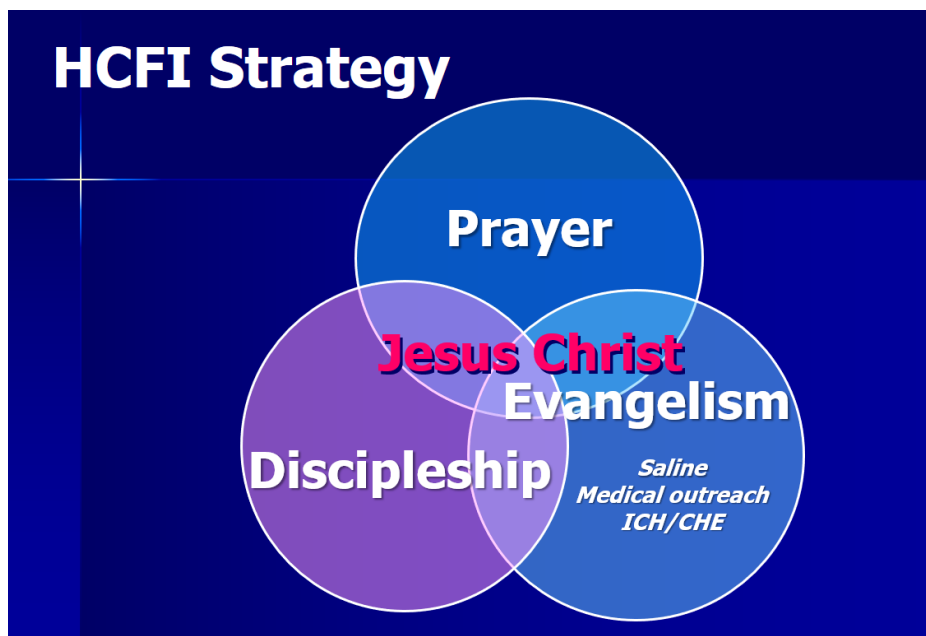 HCFI Strategy
Prayer
Jesus Christ
Evangelism
Discipleship
Saline
Medical outreach
ICH/CHE